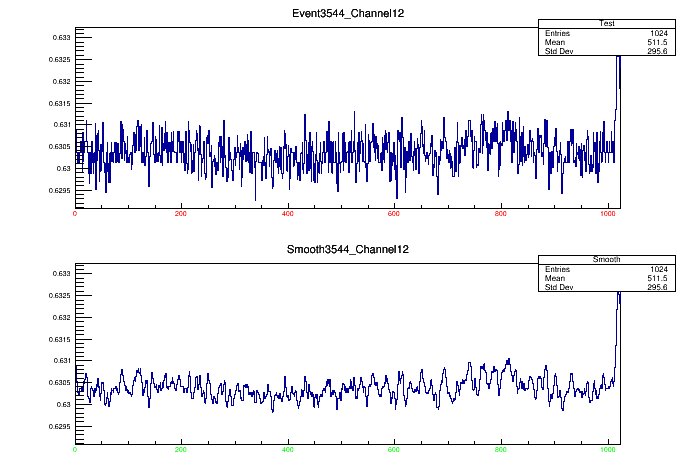 Event3544_Channel12
Test
Entries 1024
Mean 511.5
Std Dev 295.6
0.633
0.6325
0.632
0.6315
0.631
0.6305
0.63
0.6295
0 200 400 600 800 1000
Smooth3544_Channel12
Smooth
Entries 1024
Mean 511.5
Std Dev 295.6
0.633
0.6325
0.632
0.6315
0.631
0.6305
0.63
0.6295
0 200 400 600 800 1000